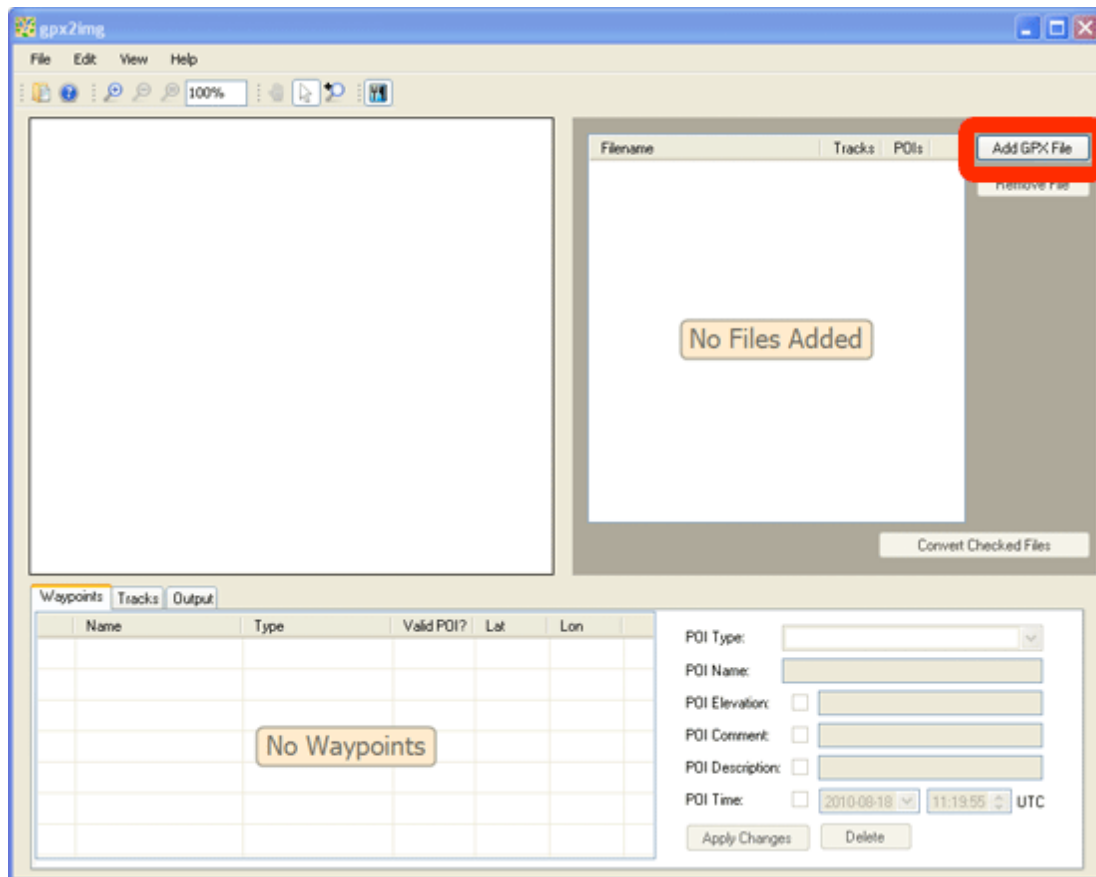 gpx2img
File Edit View Help
100%
Filename Tracks POIs
Add GPX File
Remove File
No Files Added
Convert Checked Files
Waypoints Tracks Output
Name Type Valid POI? Lat Lon
No Waypoints
POI Type:
POI Name:
POI Elevation:
POI Comment:
POI Description:
POI Time: 2010-08-18 11:19:55 UTC
Apply Changes Delete